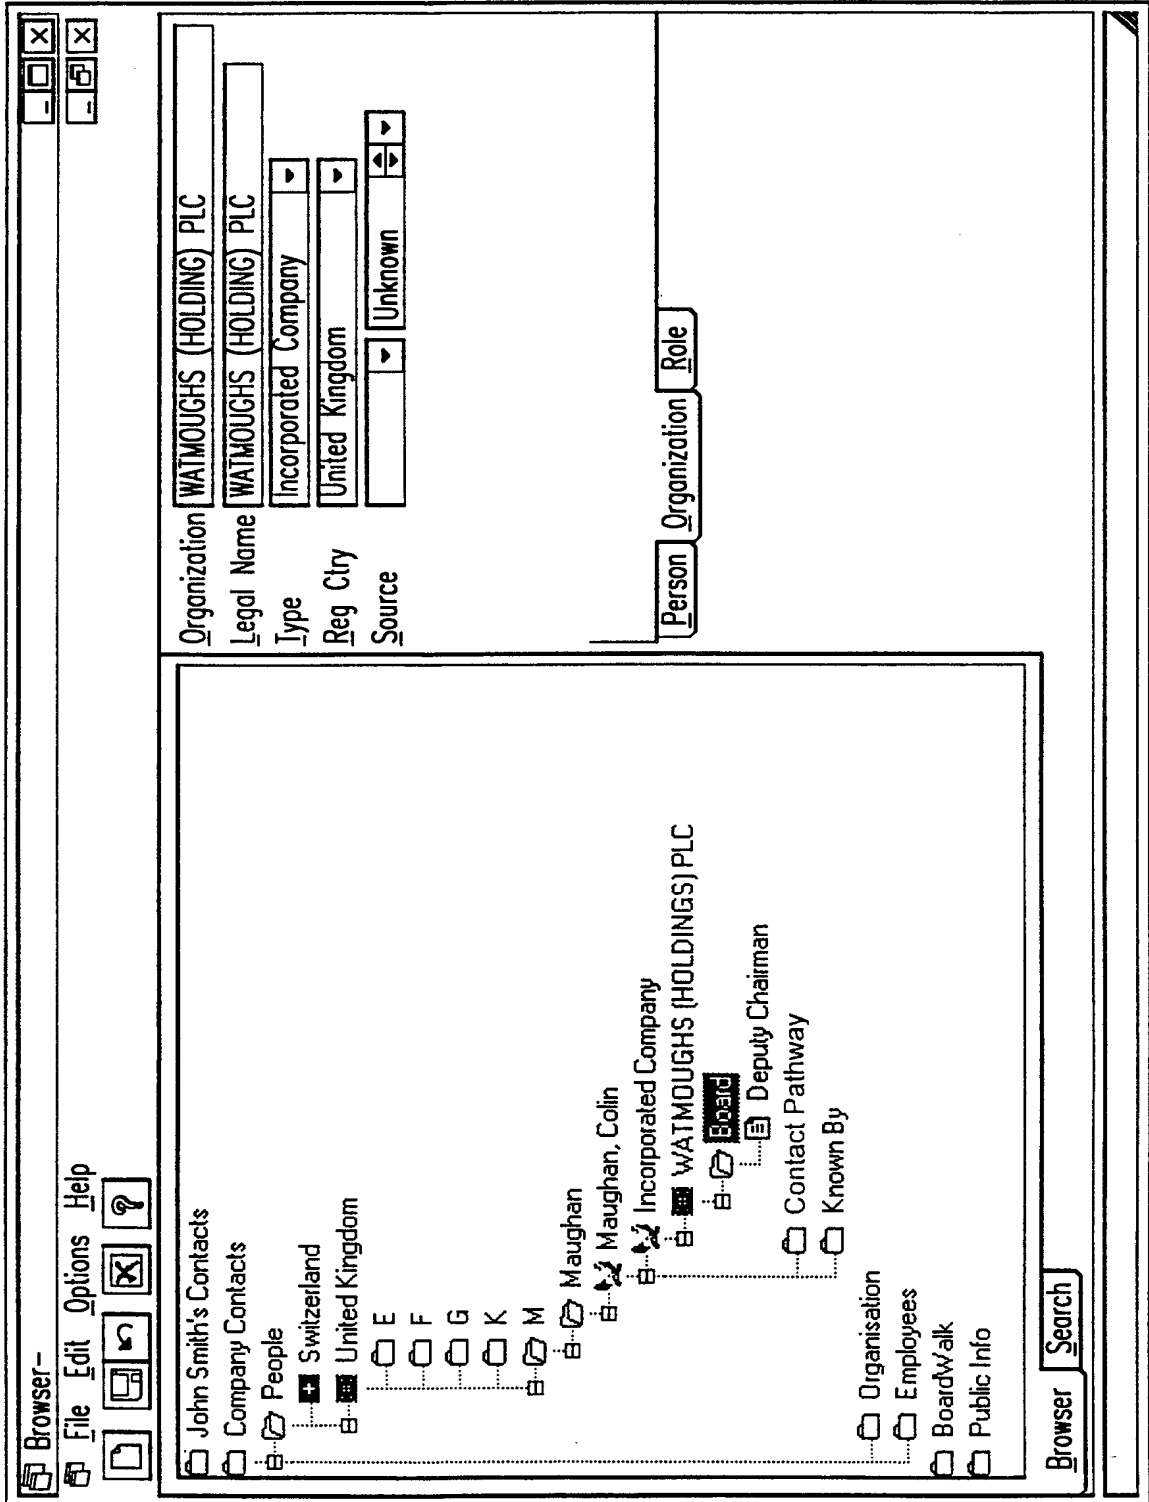 Browser-
File Edit Options Help
John Smith's Contacts
Company Contacts
People
Switzerland
United Kingdom
E
F
G
K
M
Maughan
Maughan, Colin
Incorporated Company
WATMOUGHS (HOLDINGS) PLC
Board
Deputy Chairman
Contact Pathway
Known By
Organisation
Employees
BoardWalk
Public Info
Browser Search
Organization WATMOUGHS (HOLDING) PLC
Legal Name WATMOUGHS (HOLDING) PLC
Type Incorporated Company
Reg Ctry United Kingdom
Source Unknown
Person Organization Role